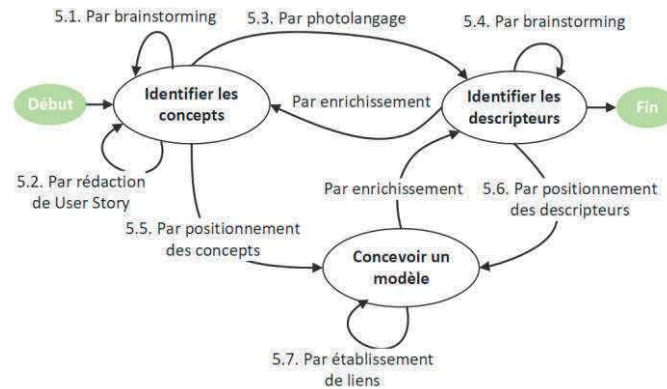 5.1. Par brainstorming
5.3. Par photolangage
5.4. Par brainstorming
Début
Identifier les
concepts
Par enrichissement
Identifier les
descripteurs
Fin
5.2. Par rédaction
de User Story
5.5. Par positionnement
des concepts
Par enrichissement
5.6. Par positionnement
des descripteurs
Concevoir un
modèle
5.7. Par établissement
de liens